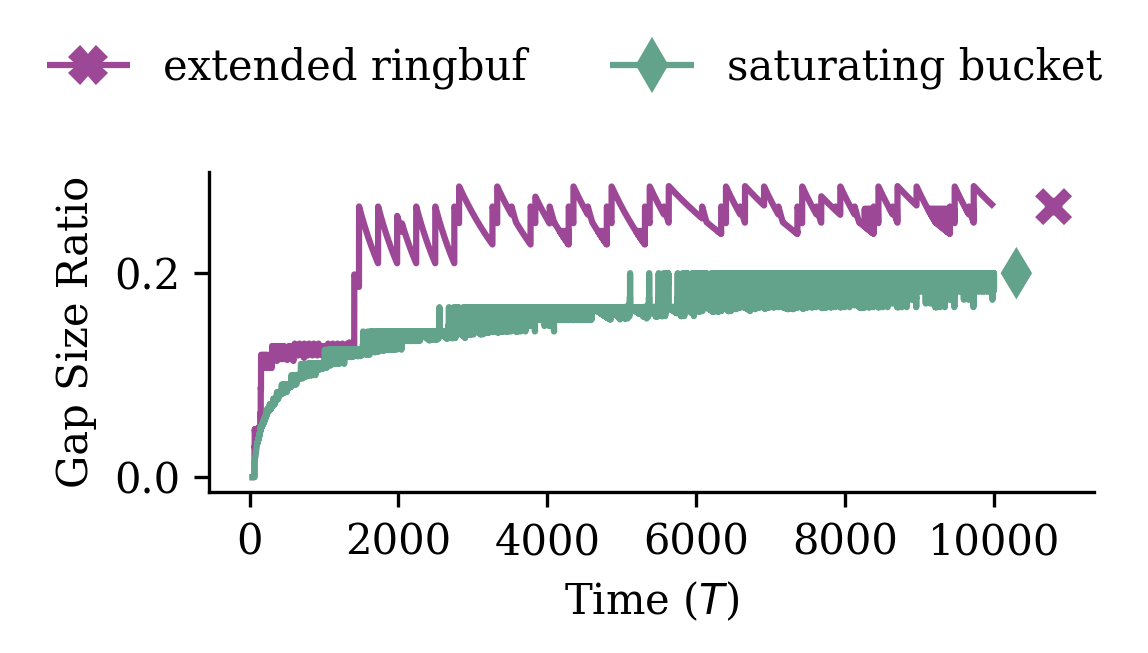 extended ringbuf
saturating bucket
Gap Size Ratio
0.2
0.0
0 2000 4000 6000 8000 10000
Time (T)